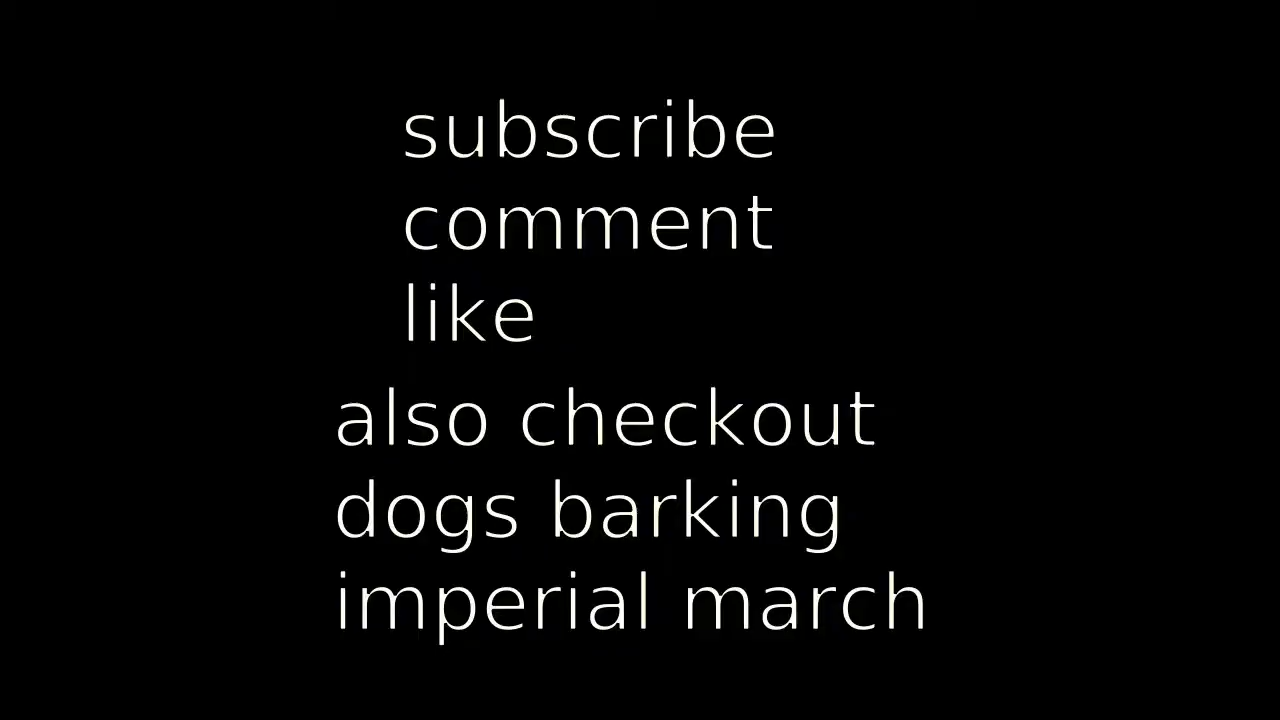 subscribe
comment
like
also checkout
dogs barking
imperial march